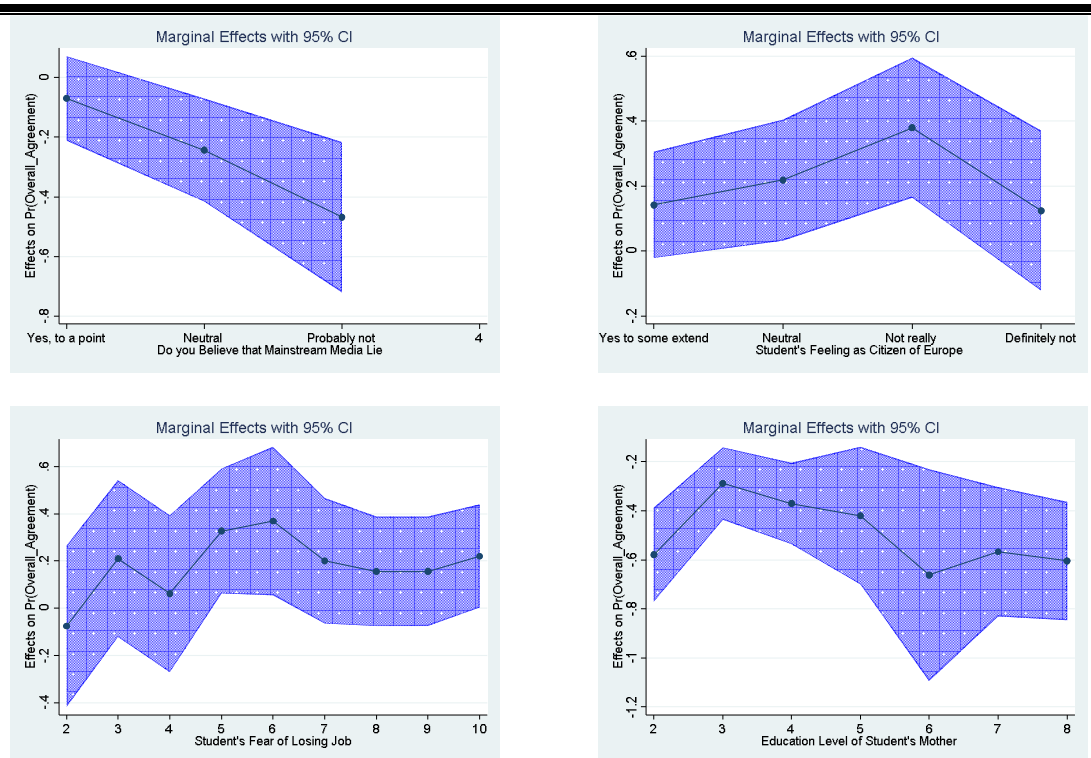 Marginal Effects with 95% CI
Effects on Pr(Overall_Agreement)
0
-.2
-.4
-.6
-.8
Yes, to a point Neutral Probably not 4
Do you Believe that Mainstream Media Lie
Marginal Effects with 95% CI
Effects on Pr(Overall_Agreement)
.6
.4
.2
0
-.2
Yes to some extend Neutral Not really Definitely not
Student's Feeling as Citizen of Europe
Marginal Effects with 95% CI
Effects on Pr(Overall_Agreement)
.6
.4
.2
0
-.2
-.4
2 3 4 5 6 7 8 9 10
Student's Fear of Losing Job
Marginal Effects with 95% CI
Effects on Pr(Overall_Agreement)
-.2
-.4
-.6
-.8
-1
-1.2
2 3 4 5 6 7 8
Education Level of Student's Mother